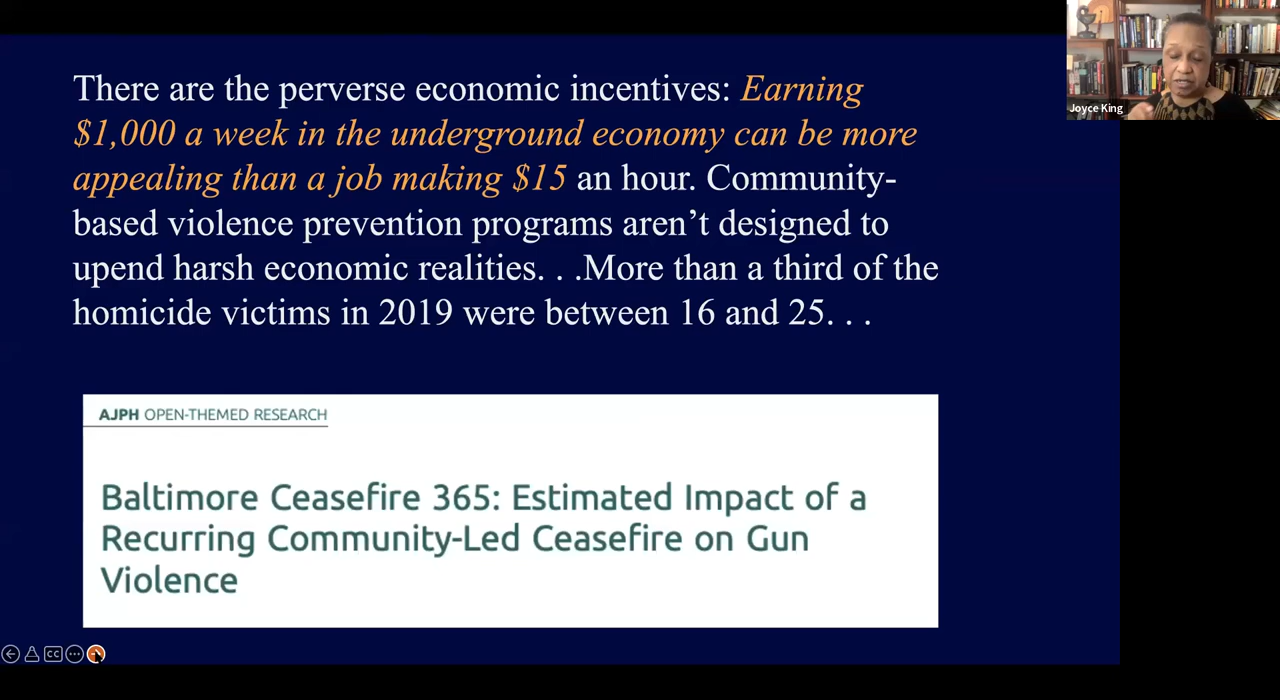 There are the perverse economic incentives: Earning
$1,000 a week in the underground economy can be more
appealing than a job making $15 an hour. Community-
based violence prevention programs aren’t designed to
upend harsh economic realities. . .More than a third of the
homicide victims in 2019 were between 16 and 25. . .
AJPH OPEN-THEMED RESEARCH
Baltimore Ceasefire 365: Estimated Impact of a
Recurring Community-Led Ceasefire on Gun
Violence
Joyce King
CC